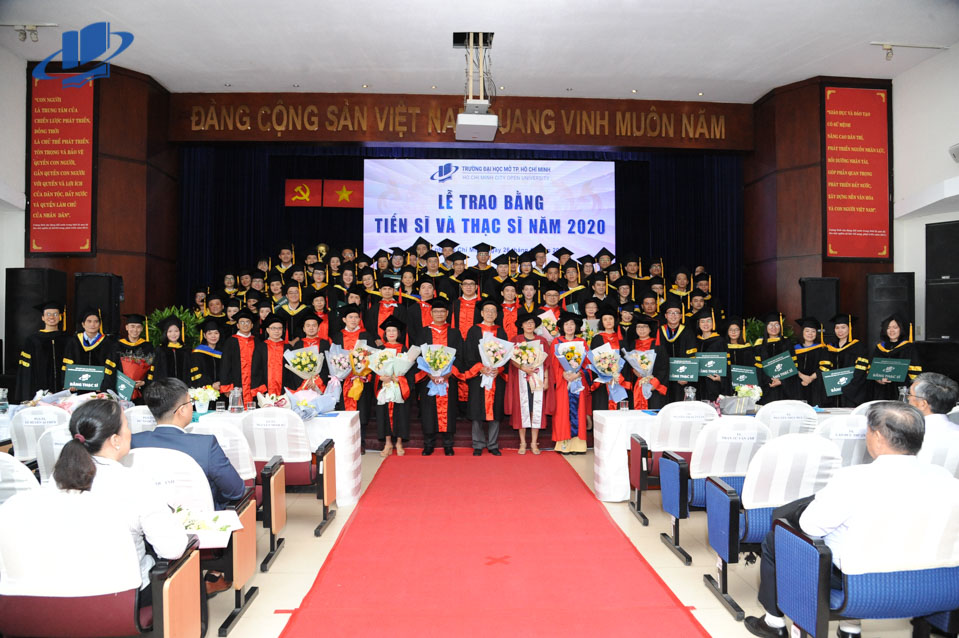 ĐẢNG CỘNG SẢN VIỆT NAM QUANG VINH MUÔN NĂM
"CON NGƯỜI
LÀ TRUNG TÂM CỦA
CHIẾN LƯỢC PHÁT TRIỂN,
ĐỒNG THỜI
LÀ CHỦ THỂ PHÁT TRIỂN.
TÔN TRỌNG VÀ BẢO VỆ
QUYỀN CON NGƯỜI,
GẮN QUYỀN CON NGƯỜI
VỚI QUYỀN VÀ LỢI ÍCH
CỦA DÂN TỘC, ĐẤT NƯỚC
VÀ QUYỀN LÀM CHỦ
CỦA NHÂN DÂN"
TRƯỜNG ĐẠI HỌC MỞ TP. HỒ CHÍ MINH
HO CHI MINH CITY OPEN UNIVERSITY
LỄ TRAO BẰNG
TIẾN SĨ VÀ THẠC SĨ NĂM 2020
"GIÁO DỤC VÀ ĐÀO TẠO
CÓ SỨ MỆNH
NÂNG CAO DÂN TRÍ,
PHÁT TRIỂN NGUỒN NHÂN LỰC,
BỒI DƯỠNG NHÂN TÀI,
GÓP PHẦN QUAN TRỌNG
PHÁT TRIỂN ĐẤT NƯỚC,
XÂY DỰNG NỀN VĂN HÓA
VÀ CON NGƯỜI VIỆT NAM"
BẰNG THẠC SĨ
BẰNG THẠC SĨ